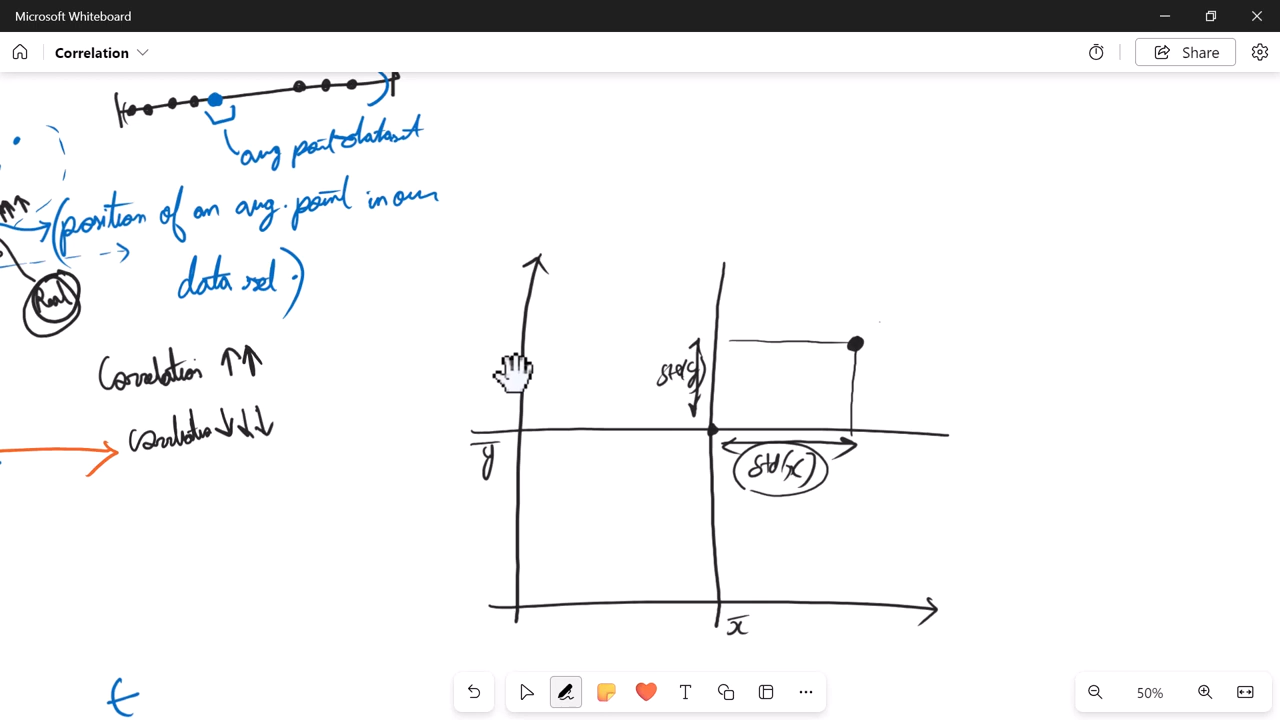 Microsoft Whiteboard
Correlation
Share
avg point dataset
(position of an avg. point in our
data set.)
Real
Correlation ↑↑
Correlation ↓↓↓
std(y)
y̅
std(x)
x̅
t
T
50%